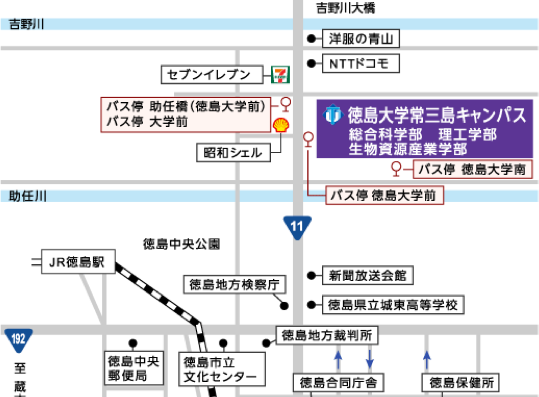 吉野川大橋
吉野川
洋服の青山
NTTドコモ
セブンイレブン
バス停 助任橋(徳島大学前)
バス停 大学前
昭和シェル
徳島大学常三島キャンパス
総合科学部 理工学部
生物資源産業学部
バス停 徳島大学南
バス停 徳島大学前
助任川
11
徳島中央公園
JR徳島駅
新聞放送会館
徳島地方検察庁
徳島県立城東高等学校
192
徳島地方裁判所
徳島中央
郵便局
徳島市立
文化センター
徳島合同庁舎
徳島保健所
至
蔵